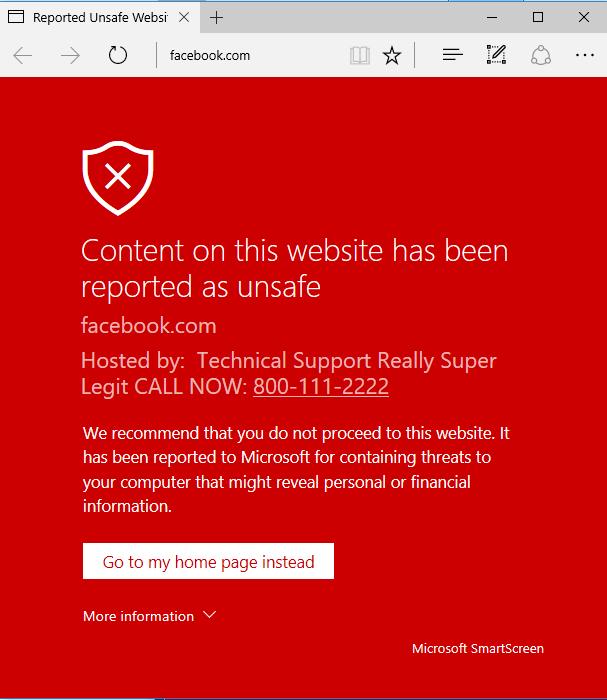 Reported Unsafe Websi
facebook.com
Content on this website has been
reported as unsafe
facebook.com
Hosted by:  Technical Support Really Super
Legit CALL NOW: 800-111-2222
We recommend that you do not proceed to this website. It
has been reported to Microsoft for containing threats to
your computer that might reveal personal or financial
information.
Go to my home page instead
More information
Microsoft SmartScreen